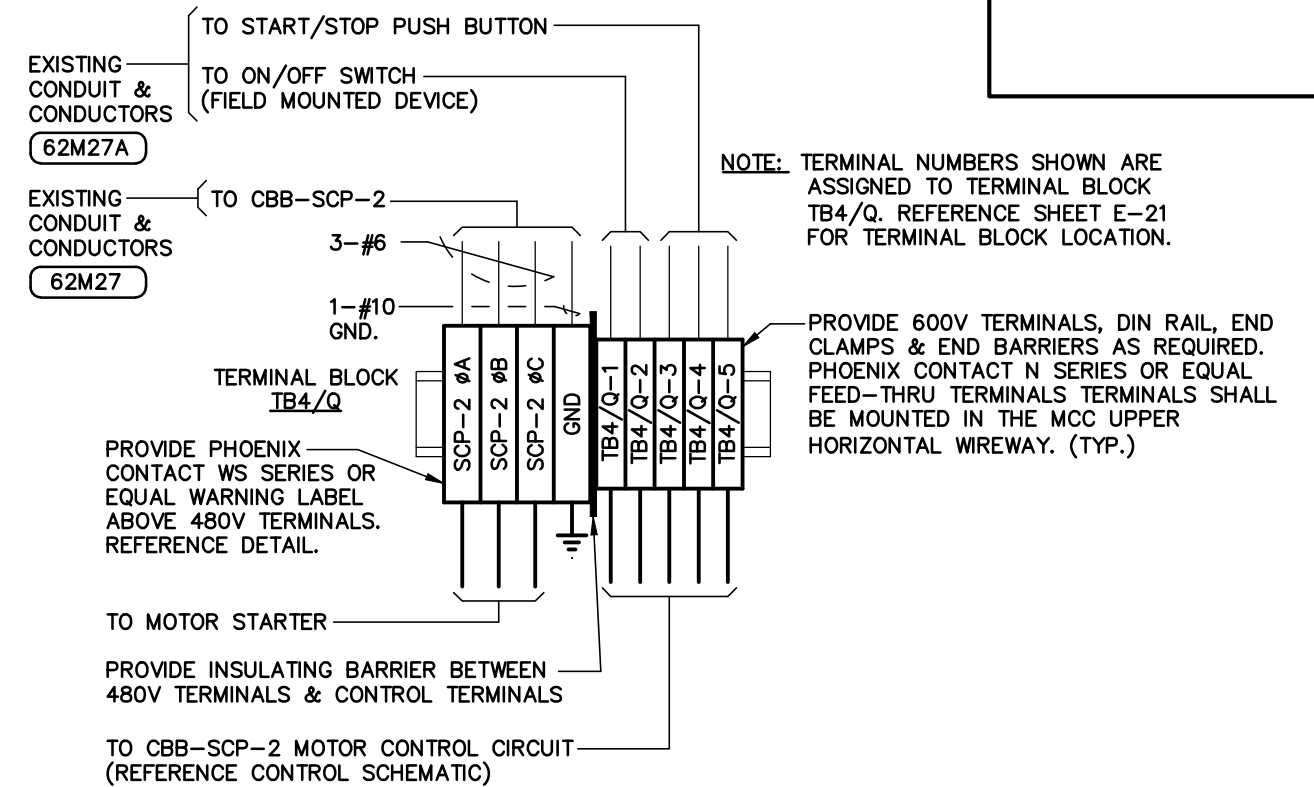 TO START/STOP PUSH BUTTON
EXISTING
CONDUIT &
CONDUCTORS
62M27A
TO ON/OFF SWITCH
(FIELD MOUNTED DEVICE)
EXISTING
CONDUIT &
CONDUCTORS
62M27
TO CBB-SCP-2
3-#6
1-#10
GND.
NOTE: TERMINAL NUMBERS SHOWN ARE
ASSIGNED TO TERMINAL BLOCK
TB4/Q. REFERENCE SHEET E-21
FOR TERMINAL BLOCK LOCATION.
TERMINAL BLOCK
TB4/Q
SCP-2 øA
SCP-2 øB
SCP-2 øC
GND
TB4/Q-1
TB4/Q-2
TB4/Q-3
TB4/Q-4
TB4/Q-5
PROVIDE 600V TERMINALS, DIN RAIL, END
CLAMPS & END BARRIERS AS REQUIRED.
PHOENIX CONTACT N SERIES OR EQUAL
FEED-THRU TERMINALS TERMINALS SHALL
BE MOUNTED IN THE MCC UPPER
HORIZONTAL WIREWAY. (TYP.)
PROVIDE PHOENIX
CONTACT WS SERIES OR
EQUAL WARNING LABEL
ABOVE 480V TERMINALS.
REFERENCE DETAIL.
TO MOTOR STARTER
PROVIDE INSULATING BARRIER BETWEEN
480V TERMINALS & CONTROL TERMINALS
TO CBB-SCP-2 MOTOR CONTROL CIRCUIT
(REFERENCE CONTROL SCHEMATIC)